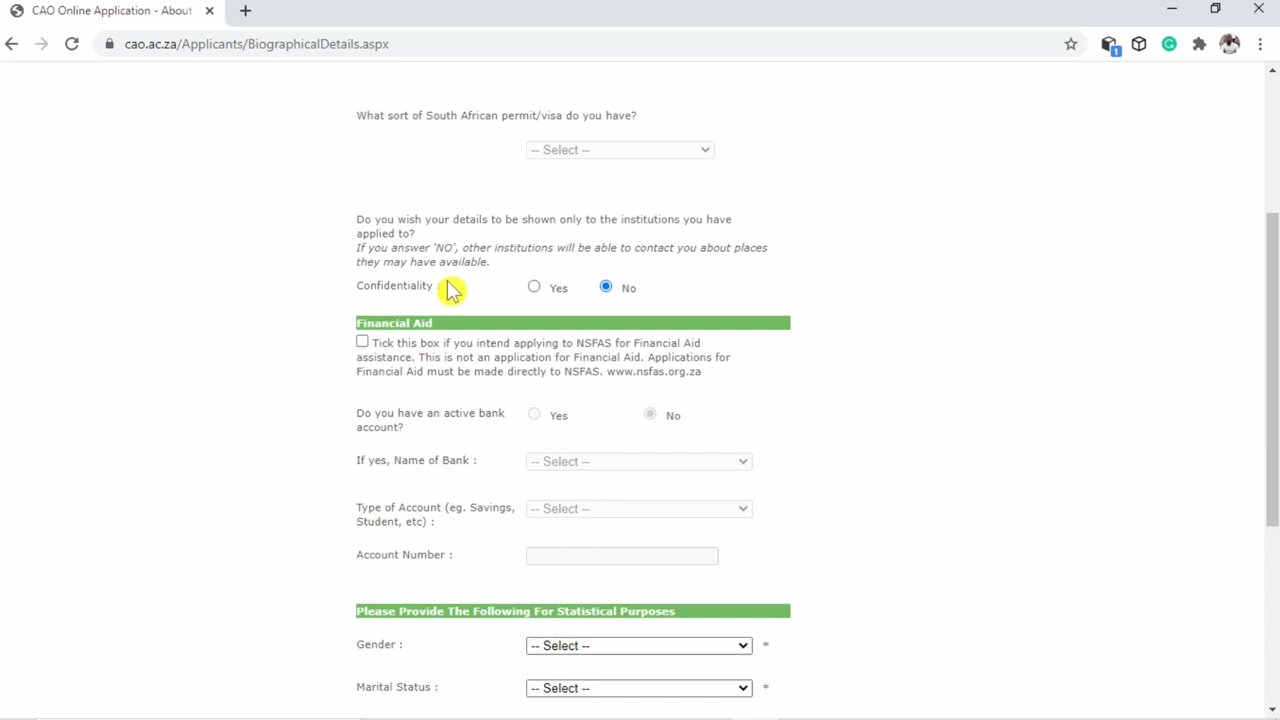 CAO Online Application - About
cao.ac.za/Applicants/BiographicalDetails.aspx
1
What sort of South African permit/visa do you have?
-- Select --
Do you wish your details to be shown only to the institutions you have
applied to?
If you answer 'NO', other institutions will be able to contact you about places
they may have available.
Confidentiality : Yes No
Financial Aid
Tick this box if you intend applying to NSFAS for Financial Aid
assistance. This is not an application for Financial Aid. Applications for
Financial Aid must be made directly to NSFAS. www.nsfas.org.za
Do you have an active bank
account?
Yes No
If yes, Name of Bank : -- Select --
Type of Account (eg. Savings,
Student, etc) :
-- Select --
Account Number :
Please Provide The Following For Statistical Purposes
Gender : -- Select -- *
Marital Status : -- Select -- *